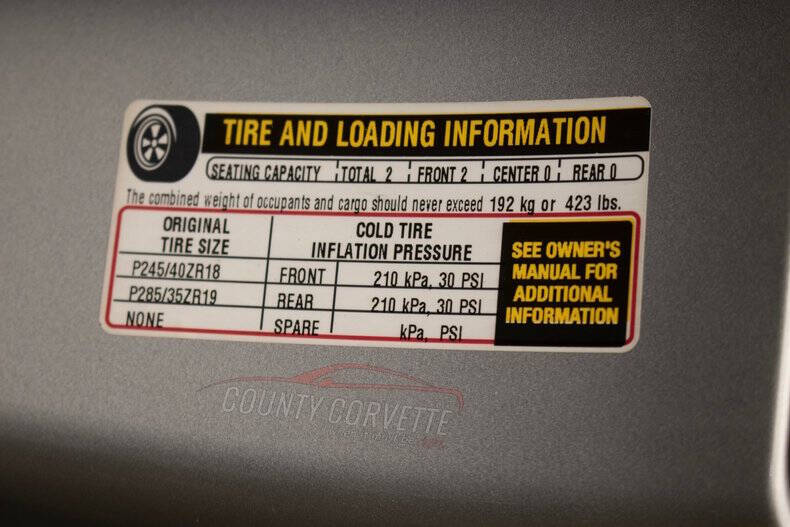 TIRE AND LOADING INFORMATION
SEATING CAPACITY TOTAL 2 FRONT 2 CENTER 0 REAR 0
The combined weight of occupants and cargo should never exceed 192 kg or 423 lbs.
ORIGINAL
TIRE SIZE
COLD TIRE
INFLATION PRESSURE
P245/40ZR18 FRONT 210 kPa, 30 PSI
P285/35ZR19 REAR 210 kPa, 30 PSI
NONE SPARE kPa, PSI
SEE OWNER'S
MANUAL FOR
ADDITIONAL
INFORMATION
COUNTY CORVETTE